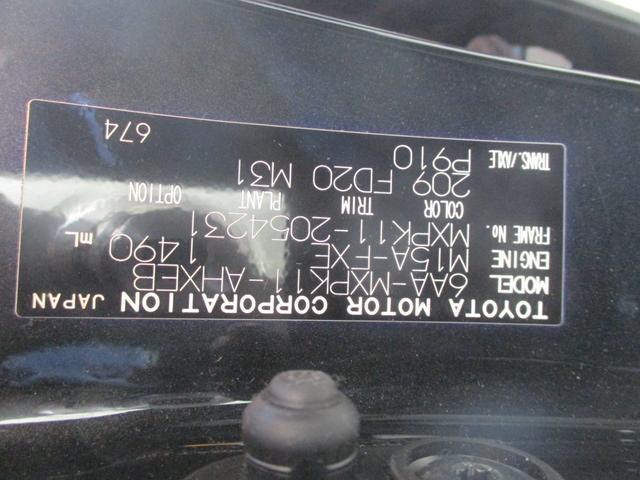 TOYOTA MOTOR CORPORATION JAPAN
MODEL 6AA-MXPK11-AHXEB
ENGINE M15A-FXE 1490 mL
FRAME No. MXPK11-2054231
COLOR TRIM PLANT OPTION
209 FD20 M31
TRANS./AXLE P910
674